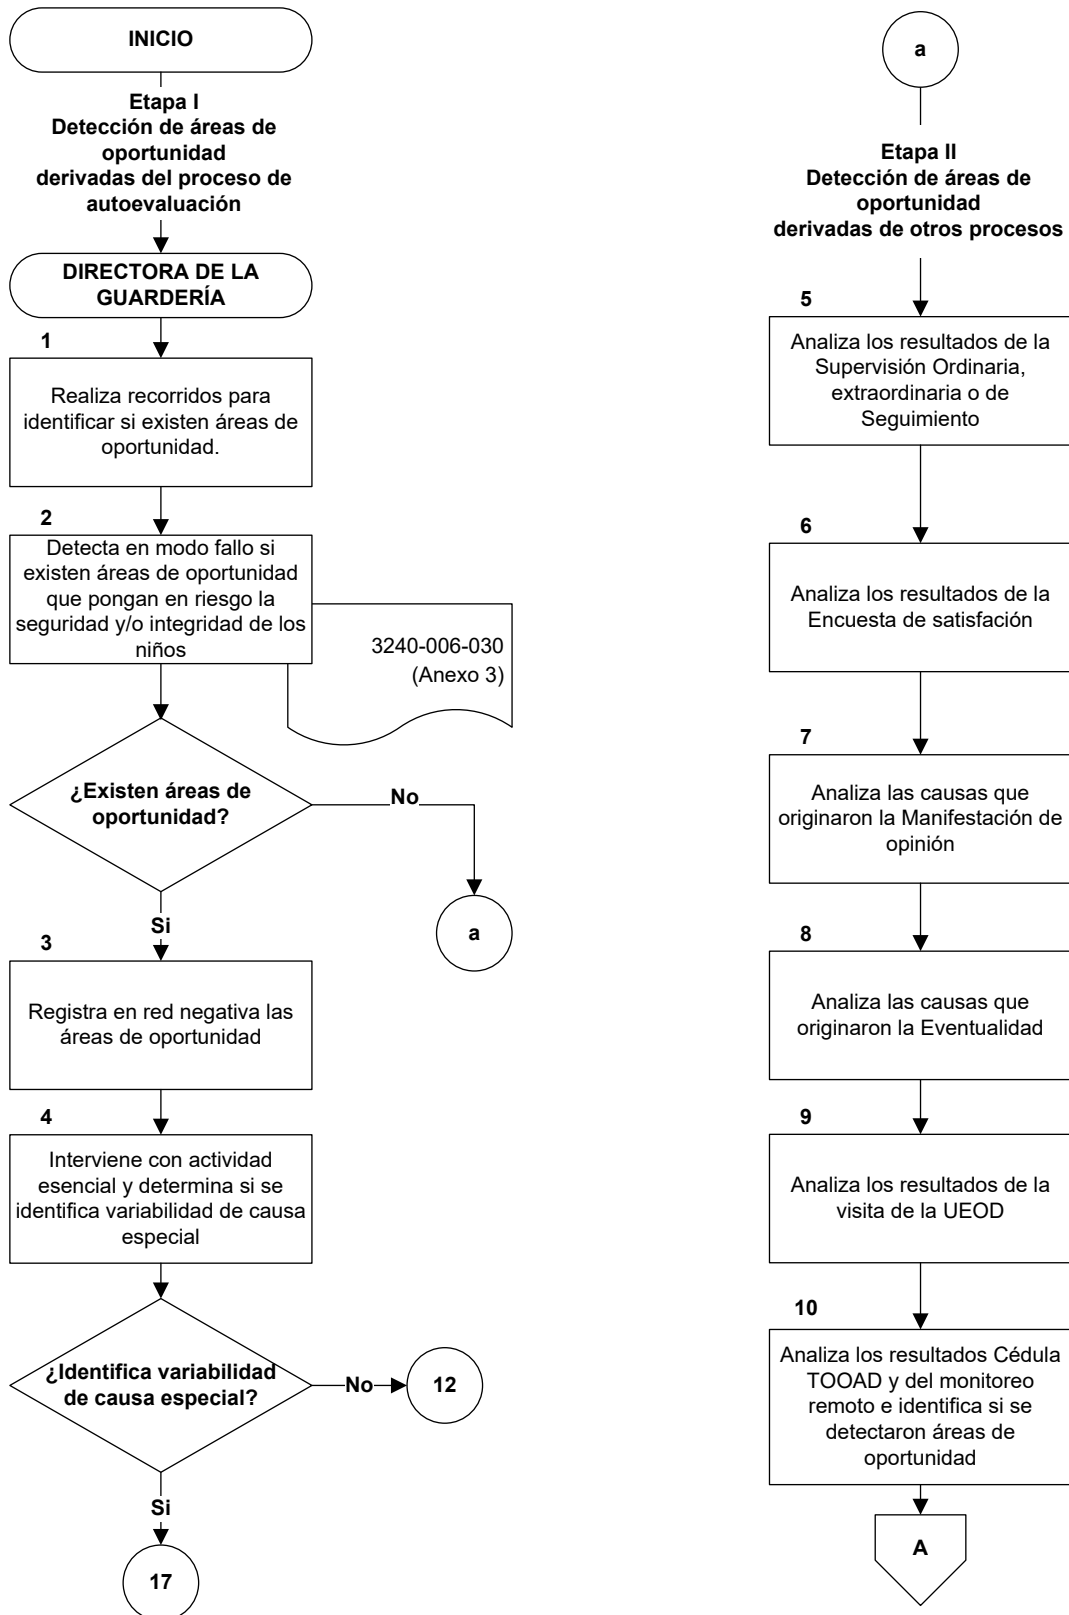 INICIO
Etapa I
Detección de áreas de
oportunidad
derivadas del proceso de
autoevaluación
DIRECTORA DE LA
GUARDERÍA
1
Realiza recorridos para
identificar si existen áreas de
oportunidad.
2
Detecta en modo fallo si
existen áreas de oportunidad
que pongan en riesgo la
seguridad y/o integridad de los
niños
3240-006-030
(Anexo 3)
¿Existen áreas de
oportunidad?
No
a
Si
3
Registra en red negativa las
áreas de oportunidad
4
Interviene con actividad
esencial y determina si se
identifica variabilidad de causa
especial
¿Identifica variabilidad
de causa especial?
No
12
Si
17
a
Etapa II
Detección de áreas de
oportunidad
derivadas de otros procesos
5
Analiza los resultados de la
Supervisión Ordinaria,
extraordinaria o de
Seguimiento
6
Analiza los resultados de la
Encuesta de satisfacción
7
Analiza las causas que
originaron la Manifestación de
opinión
8
Analiza las causas que
originaron la Eventualidad
9
Analiza los resultados de la
visita de la UEOD
10
Analiza los resultados Cédula
TOOAD y del monitoreo
remoto e identifica si se
detectaron áreas de
oportunidad
A